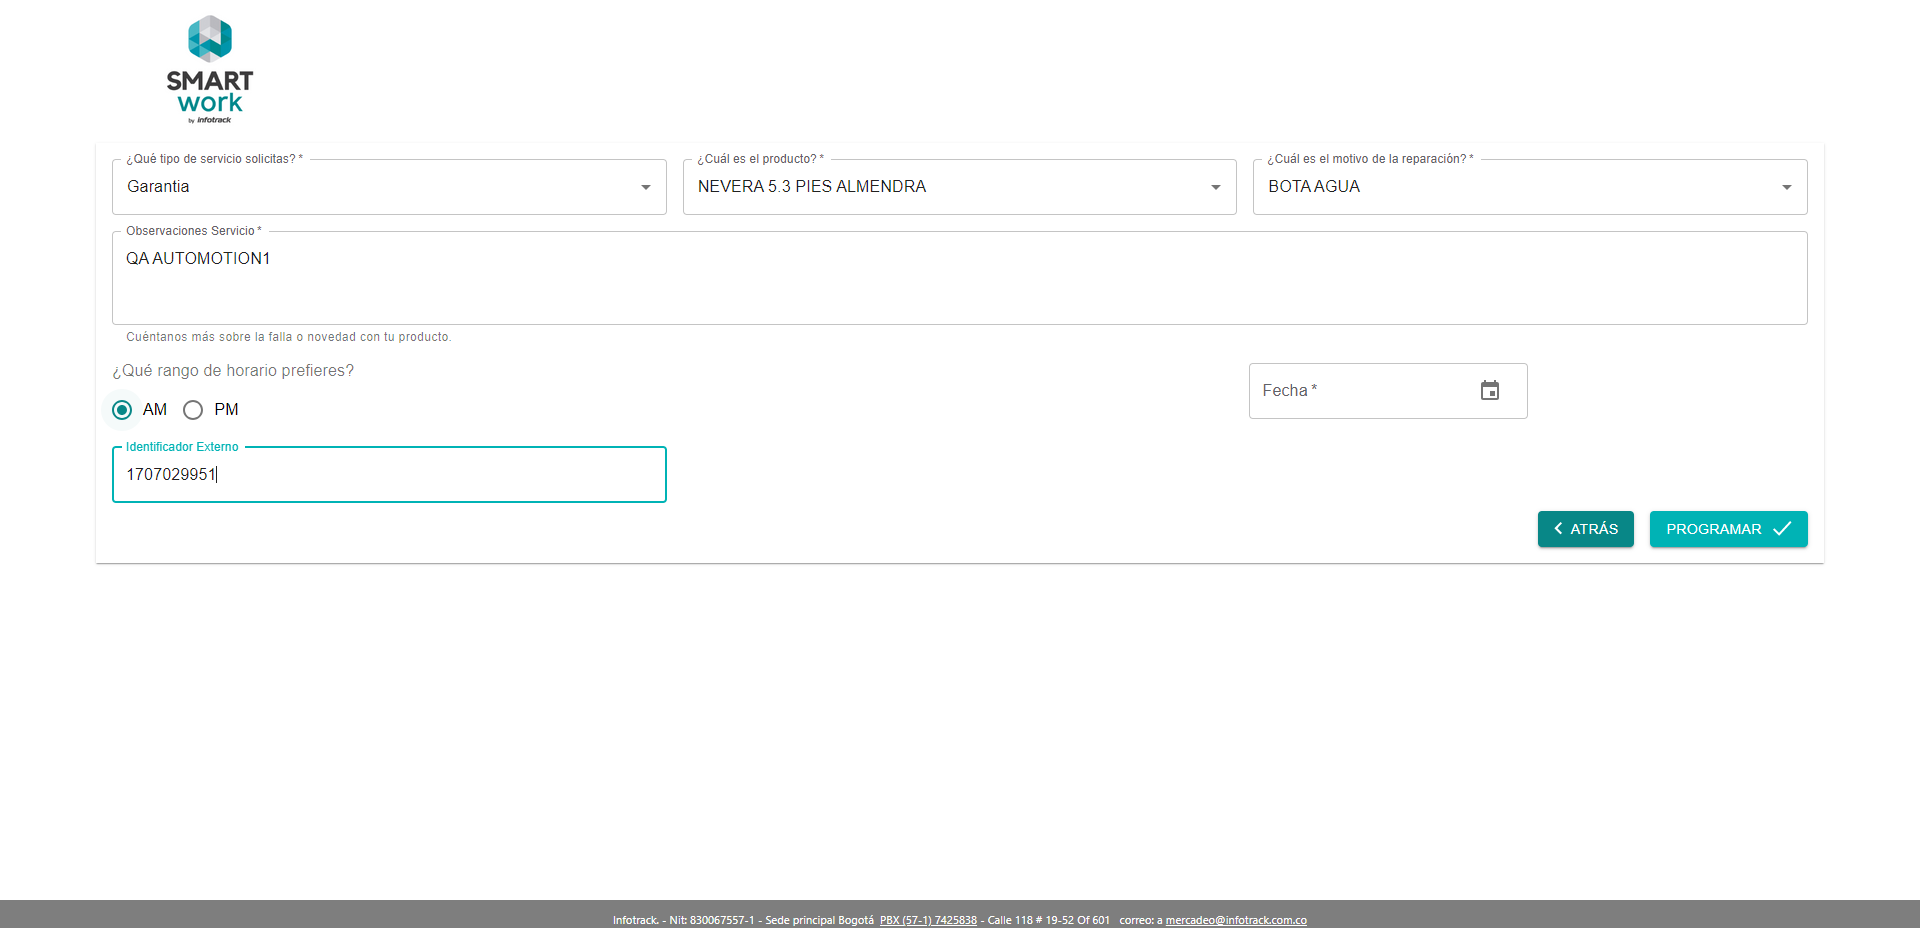 SMART
work
by infotrack
¿Qué tipo de servicio solicitas? *
Garantia
¿Cuál es el producto? *
NEVERA 5.3 PIES ALMENDRA
¿Cuál es el motivo de la reparación? *
BOTA AGUA
Observaciones Servicio *
QA AUTOMOTION1
Cuéntanos más sobre la falla o novedad con tu producto.
¿Qué rango de horario prefieres?
AM
PM
Fecha *
Identificador Externo
1707029951
ATRÁS
PROGRAMAR
Infotrack. - Nit: 830067557-1 - Sede principal Bogotá PBX (57-1) 7425838 - Calle 118 # 19-52 Of 601 correo: a mercadeo@infotrack.com.co